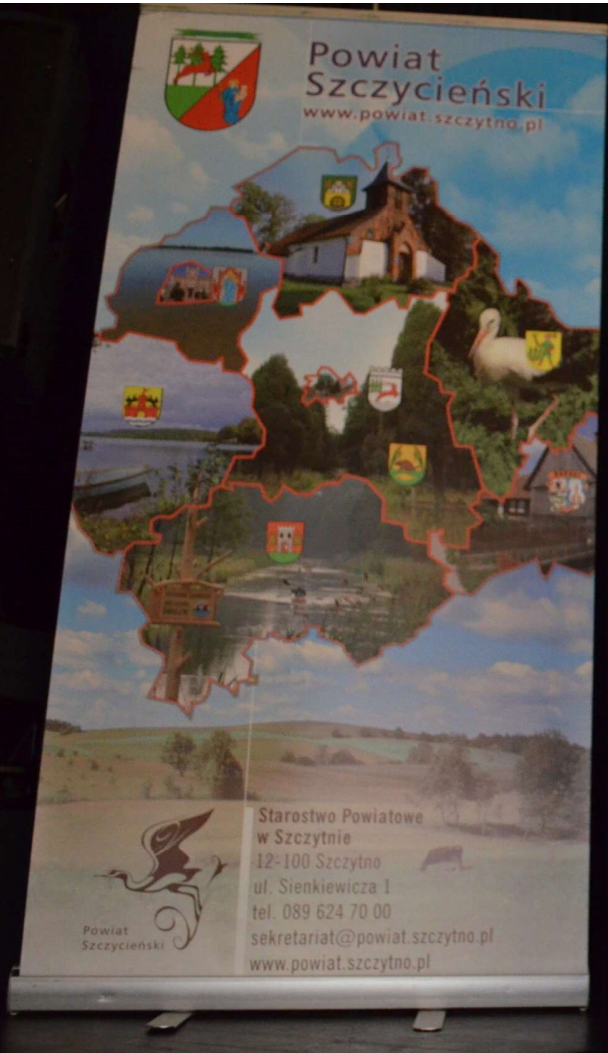 Powiat
Szczycieński
www.powiat.szczytno.pl
Starostwo Powiatowe
w Szczytnie
12-100 Szczytno
ul. Sienkiewicza 1
tel. 089 624 70 00
sekretariat@powiat.szczytno.pl
www.powiat.szczytno.pl
Powiat
Szczycieński